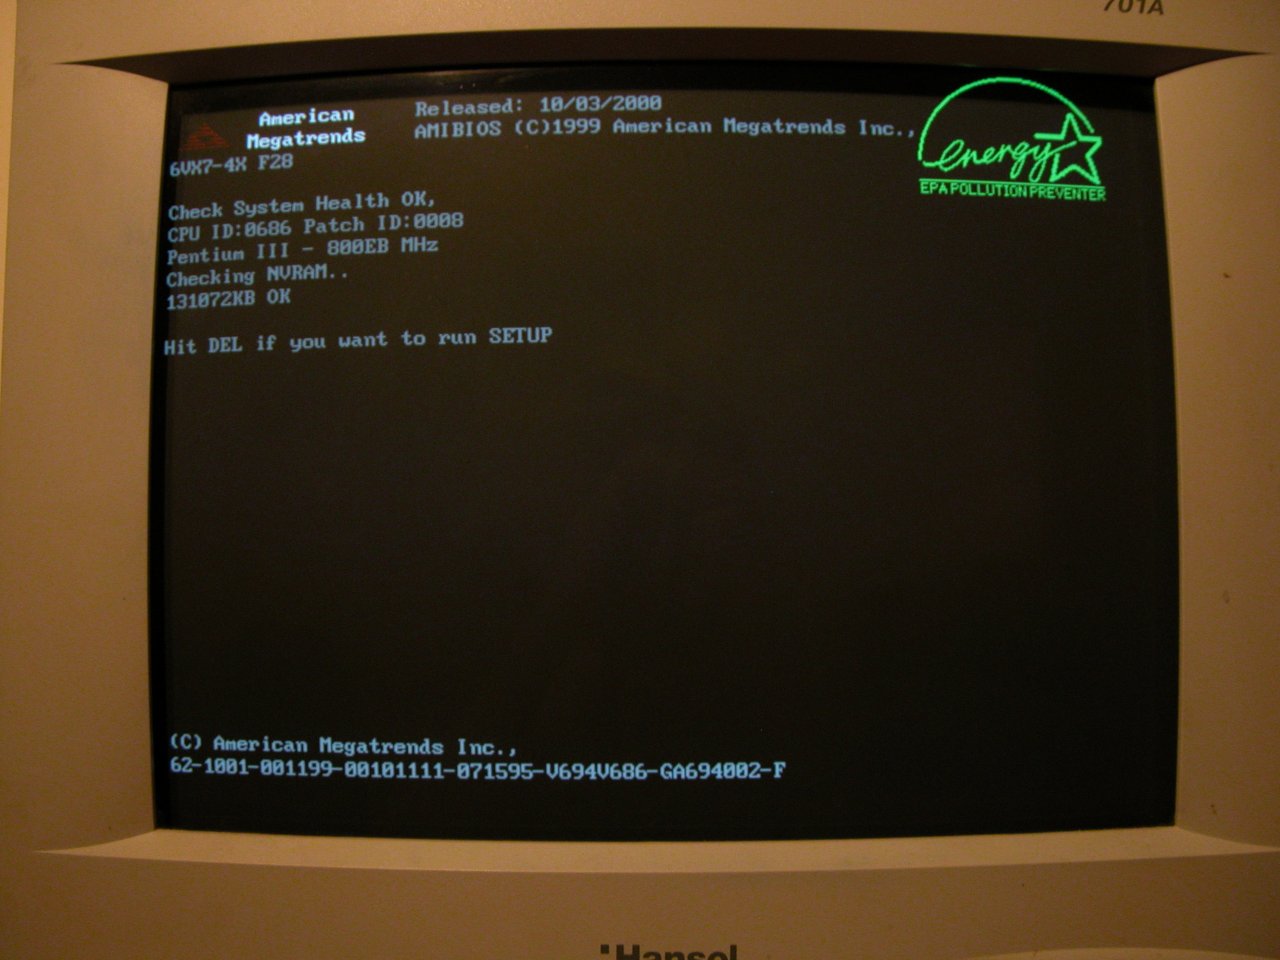 701A
American
Megatrends
Released: 10/03/2000
AMIBIOS (C)1999 American Megatrends Inc.,
6VX7-4X F28
energy
EPA POLLUTION PREVENTER
Check System Health OK,
CPU ID:0686 Patch ID:0008
Pentium III - 800EB MHz
Checking NVRAM..
131072KB OK
Hit DEL if you want to run SETUP
(C) American Megatrends Inc.,
62-1001-001199-00101111-071595-V694V686-GA694002-F
Hansol